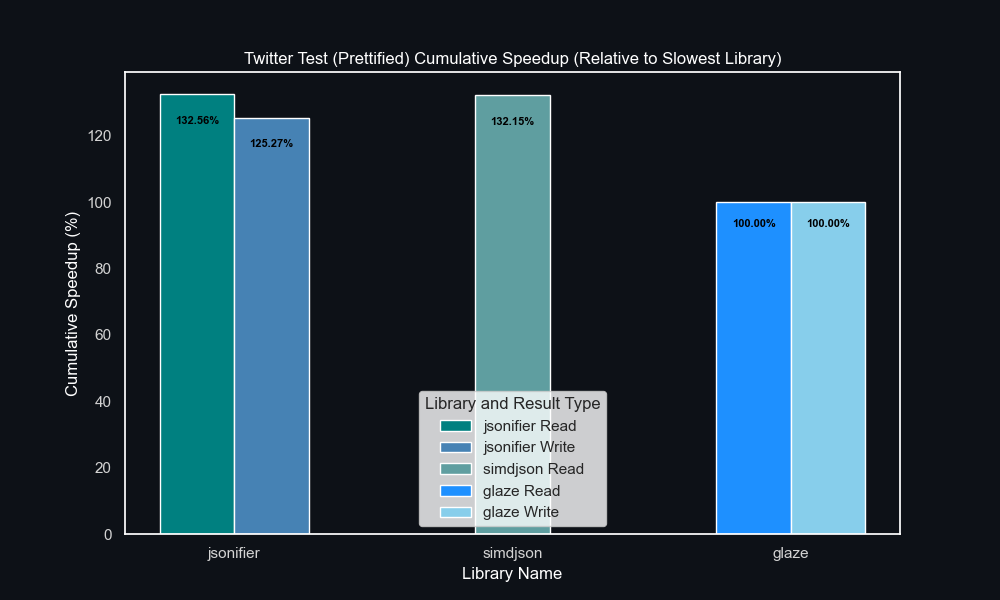 Twitter Test (Prettified) Cumulative Speedup (Relative to Slowest Library)
Cumulative Speedup (%)
120
100
80
60
40
20
0
132.56%
125.27%
132.15%
100.00%
100.00%
Library and Result Type
jsonifier Read
jsonifier Write
simdjson Read
glaze Read
glaze Write
jsonifier
simdjson
glaze
Library Name